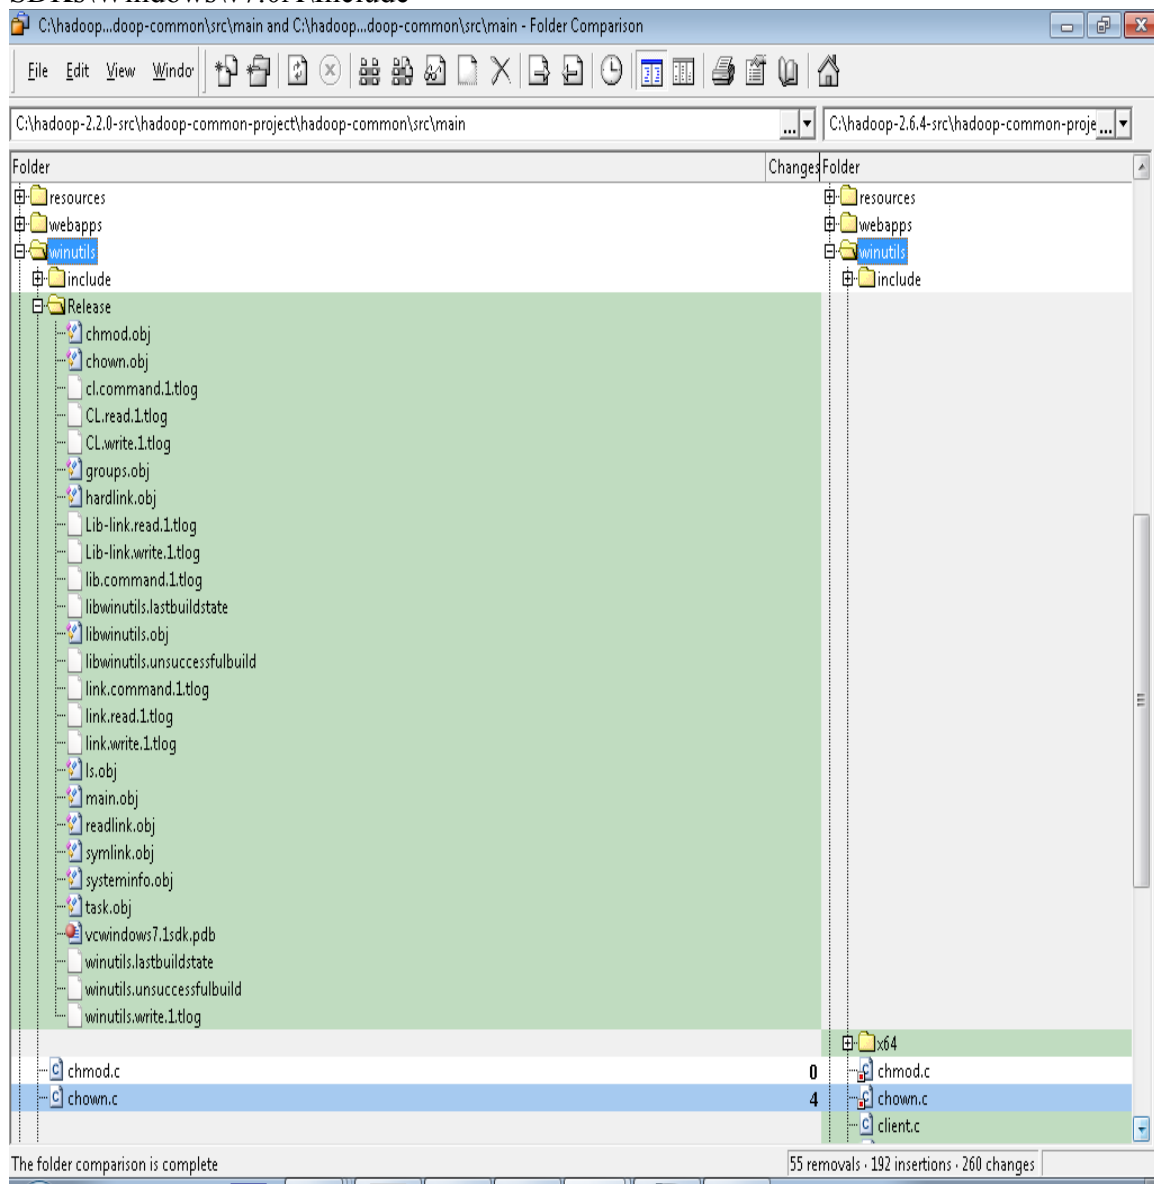 SDKs\Windows\v7.0A\Include
C:\hadoop...doop-common\src\main and C:\hadoop...doop-common\src\main - Folder Comparison
File Edit View Windo
C:\hadoop-2.2.0-src\hadoop-common-project\hadoop-common\src\main ... C:\hadoop-2.6.4-src\hadoop-common-proje ...
Folder Changes Folder
resources resources
webapps webapps
winutils winutils
include include
Release
chmod.obj
chown.obj
cl.command.1.tlog
CL.read.1.tlog
CL.write.1.tlog
groups.obj
hardlink.obj
Lib-link.read.1.tlog
Lib-link.write.1.tlog
lib.command.1.tlog
libwinutils.lastbuildstate
libwinutils.obj
libwinutils.unsuccessfulbuild
link.command.1.tlog
link.read.1.tlog
link.write.1.tlog
ls.obj
main.obj
readlink.obj
symlink.obj
systeminfo.obj
task.obj
vcwindows7.1sdk.pdb
winutils.lastbuildstate
winutils.unsuccessfulbuild
winutils.write.1.tlog
x64
chmod.c 0 chmod.c
chown.c 4 chown.c
client.c
The folder comparison is complete 55 removals · 192 insertions · 260 changes